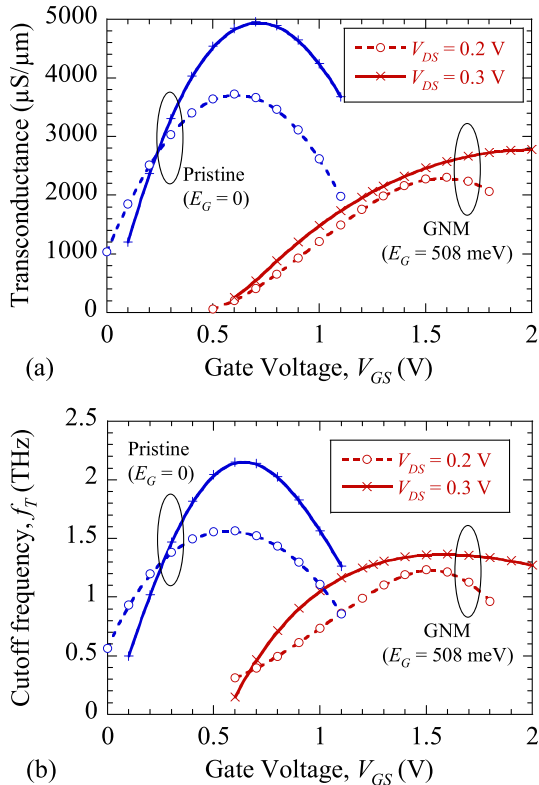 5000
4000
3000
2000
1000
0
Transconductance (µS/µm)
V_DS = 0.2 V
V_DS = 0.3 V
Pristine
(E_G = 0)
GNM
(E_G = 508 meV)
0 0.5 1 1.5 2
(a) Gate Voltage, V_GS (V)
2.5
2
1.5
1
0.5
0
Cutoff frequency, f_T (THz)
Pristine
(E_G = 0)
V_DS = 0.2 V
V_DS = 0.3 V
GNM
(E_G = 508 meV)
0 0.5 1 1.5 2
(b) Gate Voltage, V_GS (V)